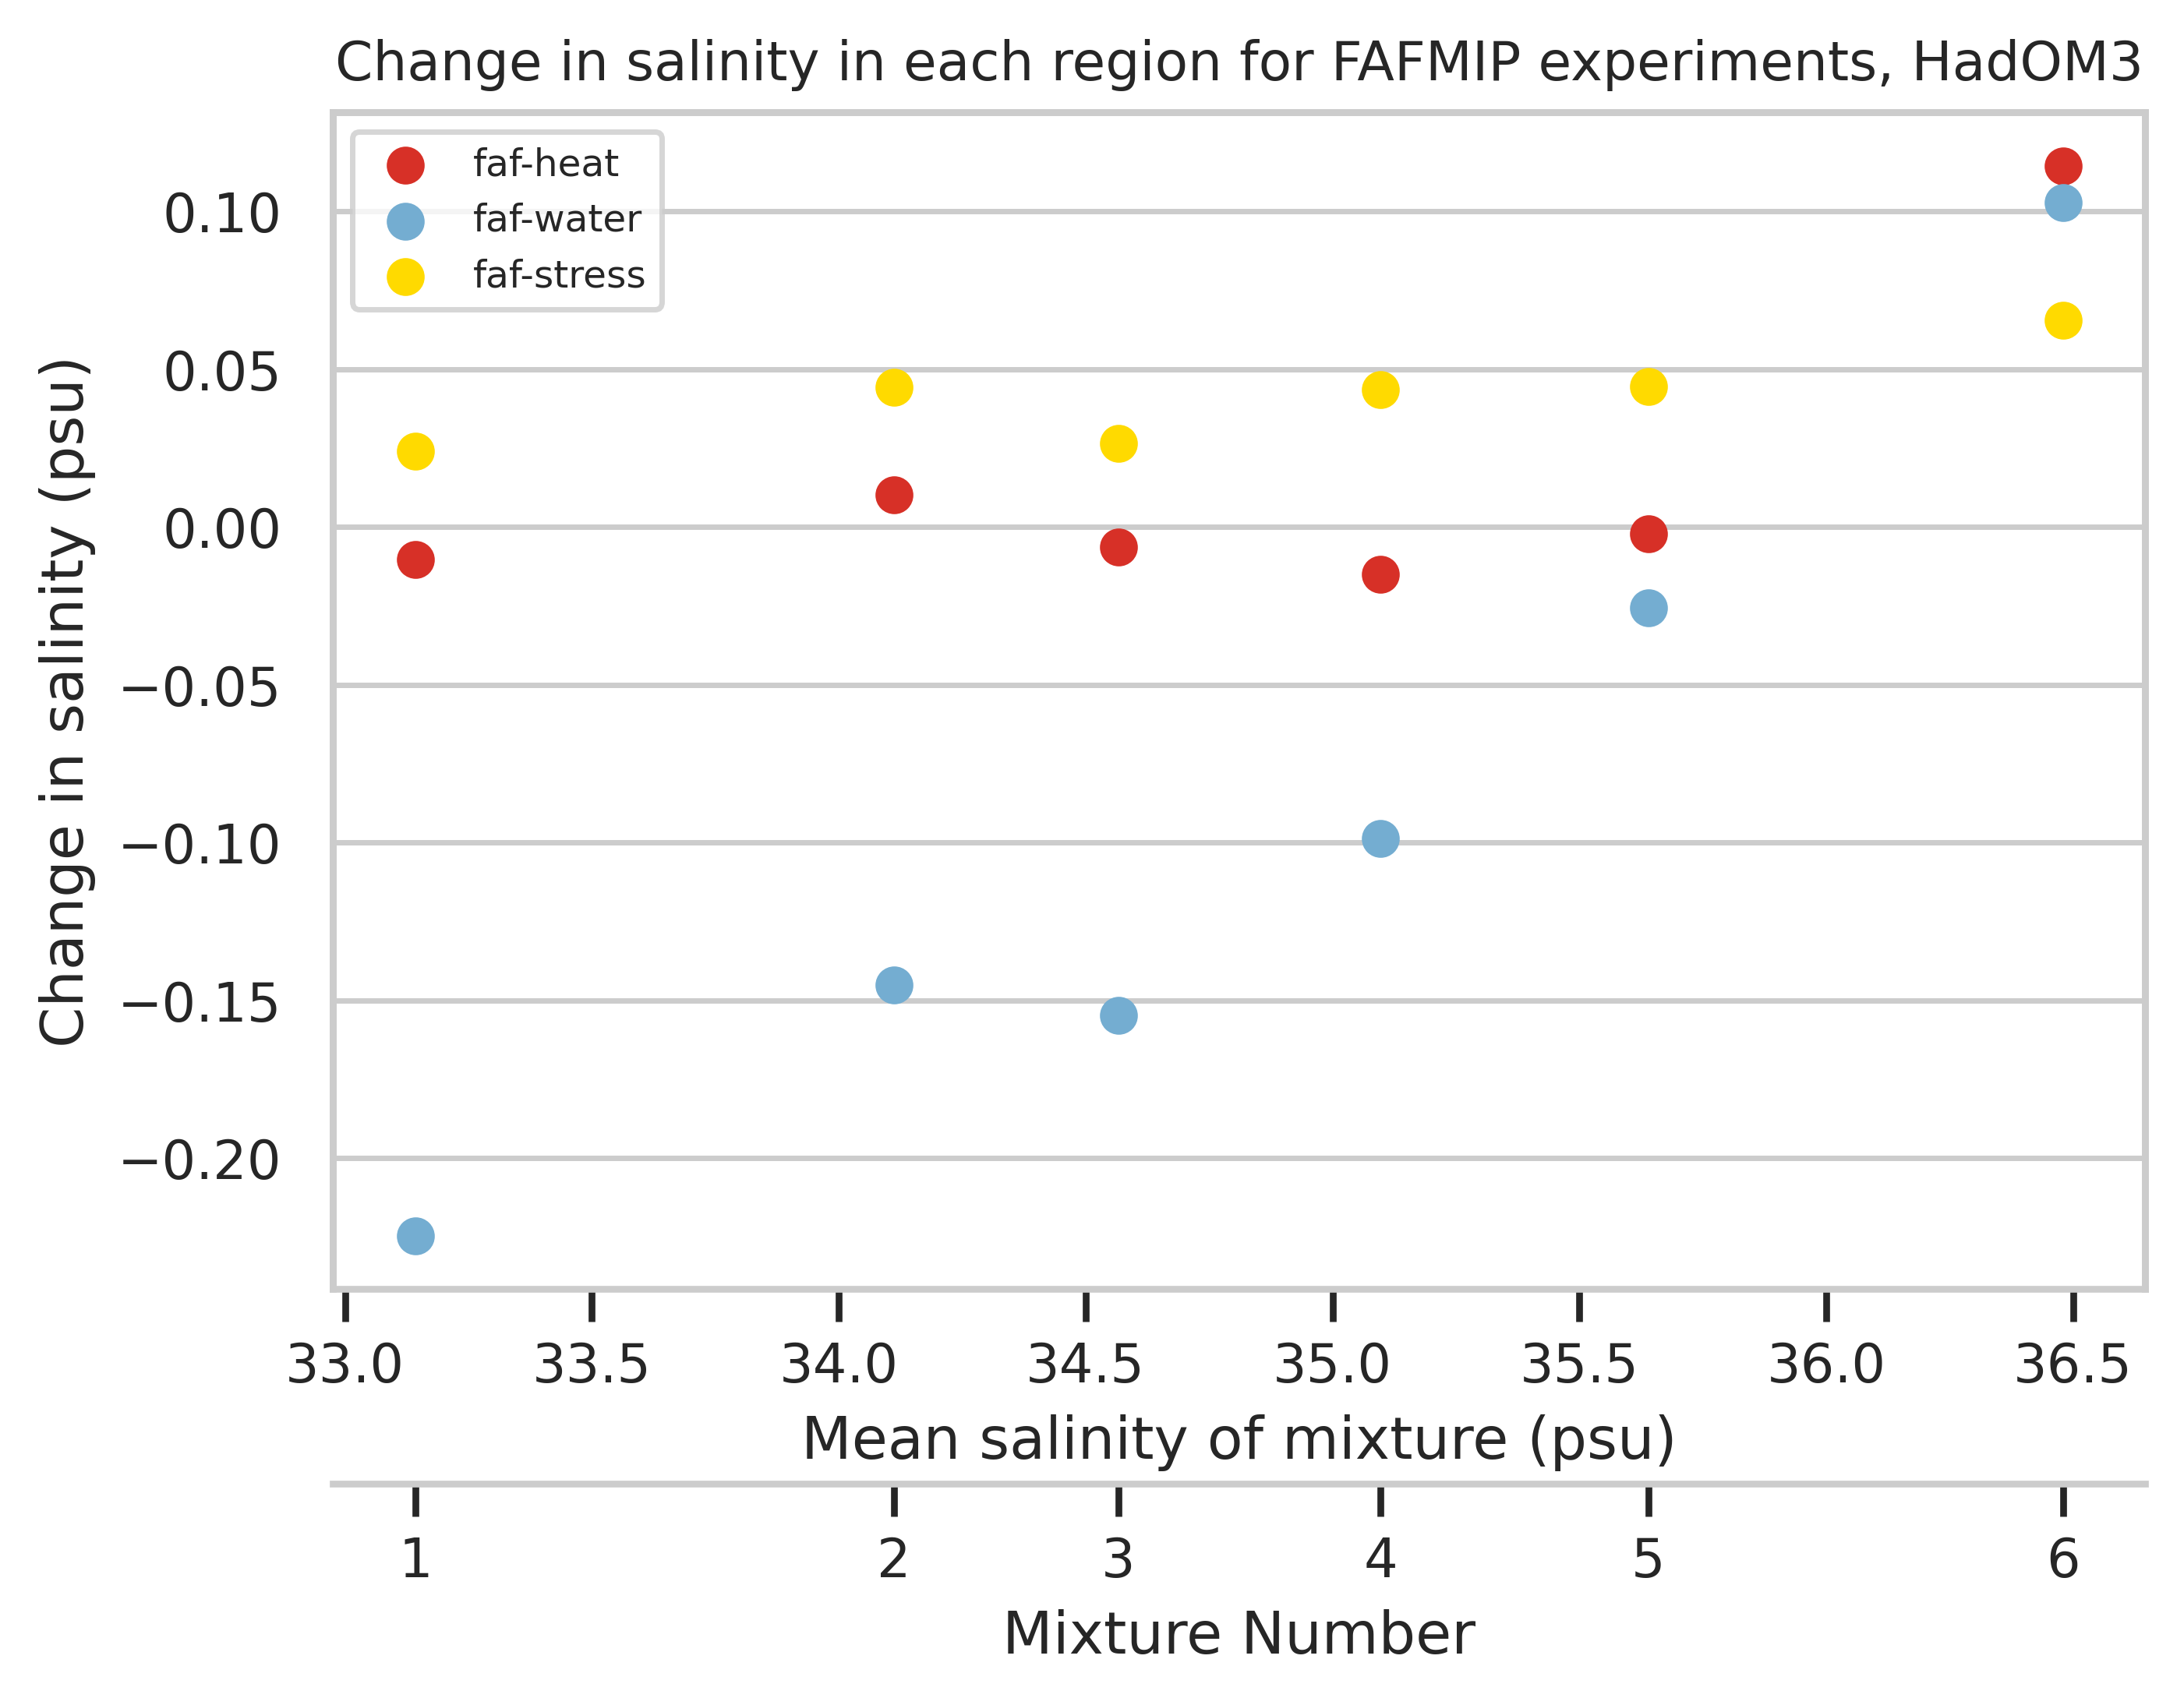 Change in salinity in each region for FAFMIP experiments, HadOM3
faf-heat
faf-water
faf-stress
Change in salinity (psu)
0.10
0.05
0.00
−0.05
−0.10
−0.15
−0.20
33.0 33.5 34.0 34.5 35.0 35.5 36.0 36.5
Mean salinity of mixture (psu)
1 2 3 4 5 6
Mixture Number